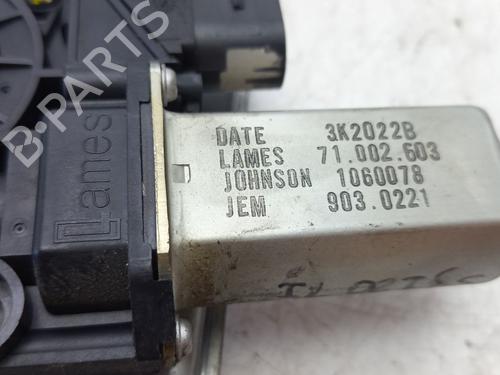 DATE 3K2022B
LAMES 71.002.603
JOHNSON 1060078
JEM 903.0221
Lames
B-PARTS